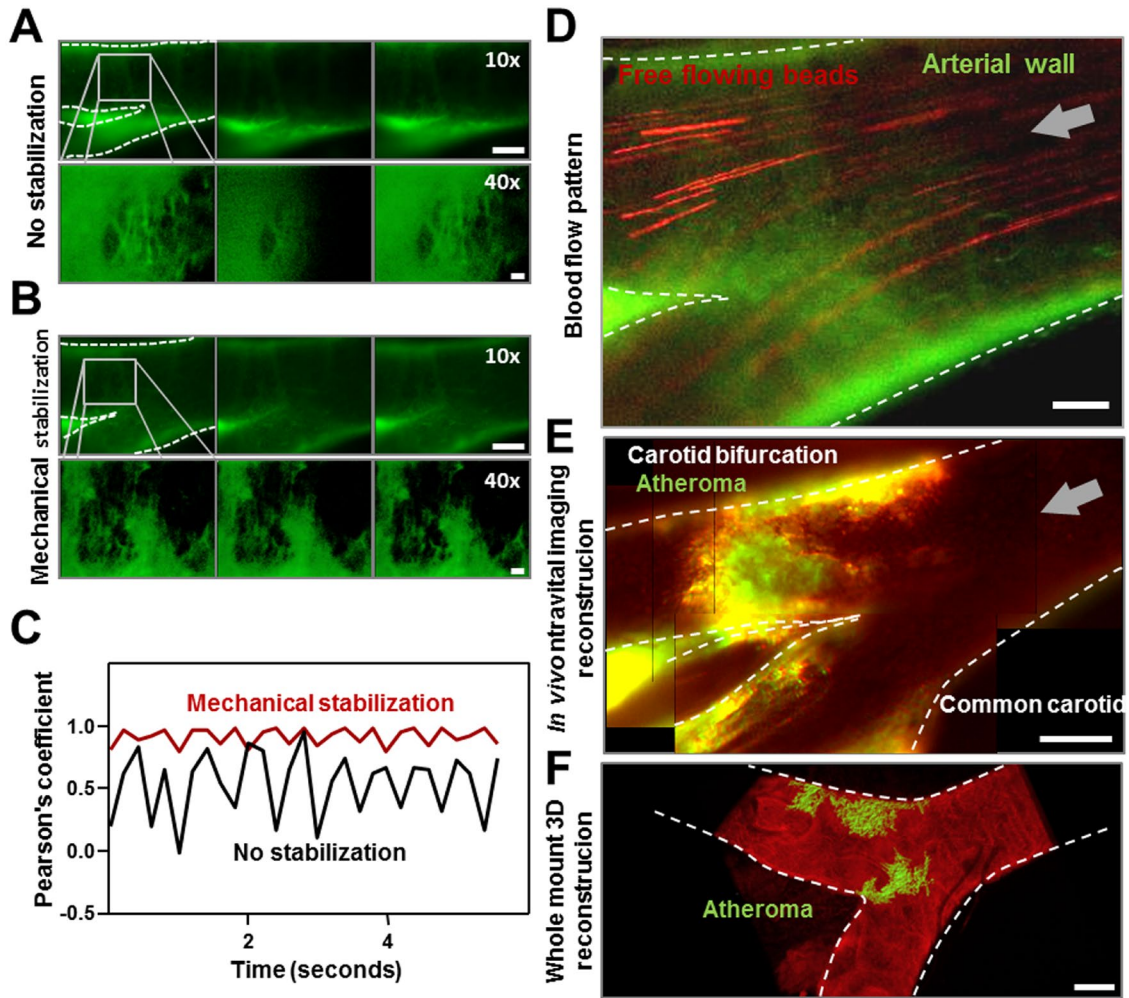 A
No stabilization
10x
40x
B
Mechanical stabilization
10x
40x
C
Pearson's coefficient
1.0
0.5
0.0
-0.5
Mechanical stabilization
No stabilization
2
4
Time (seconds)
D
Blood flow pattern
Free flowing beads
Arterial wall
E
In vivo intravital imaging
reconstrucion
Carotid bifurcation
Atheroma
Common carotid
F
Whole mount 3D
reconstrucion
Atheroma